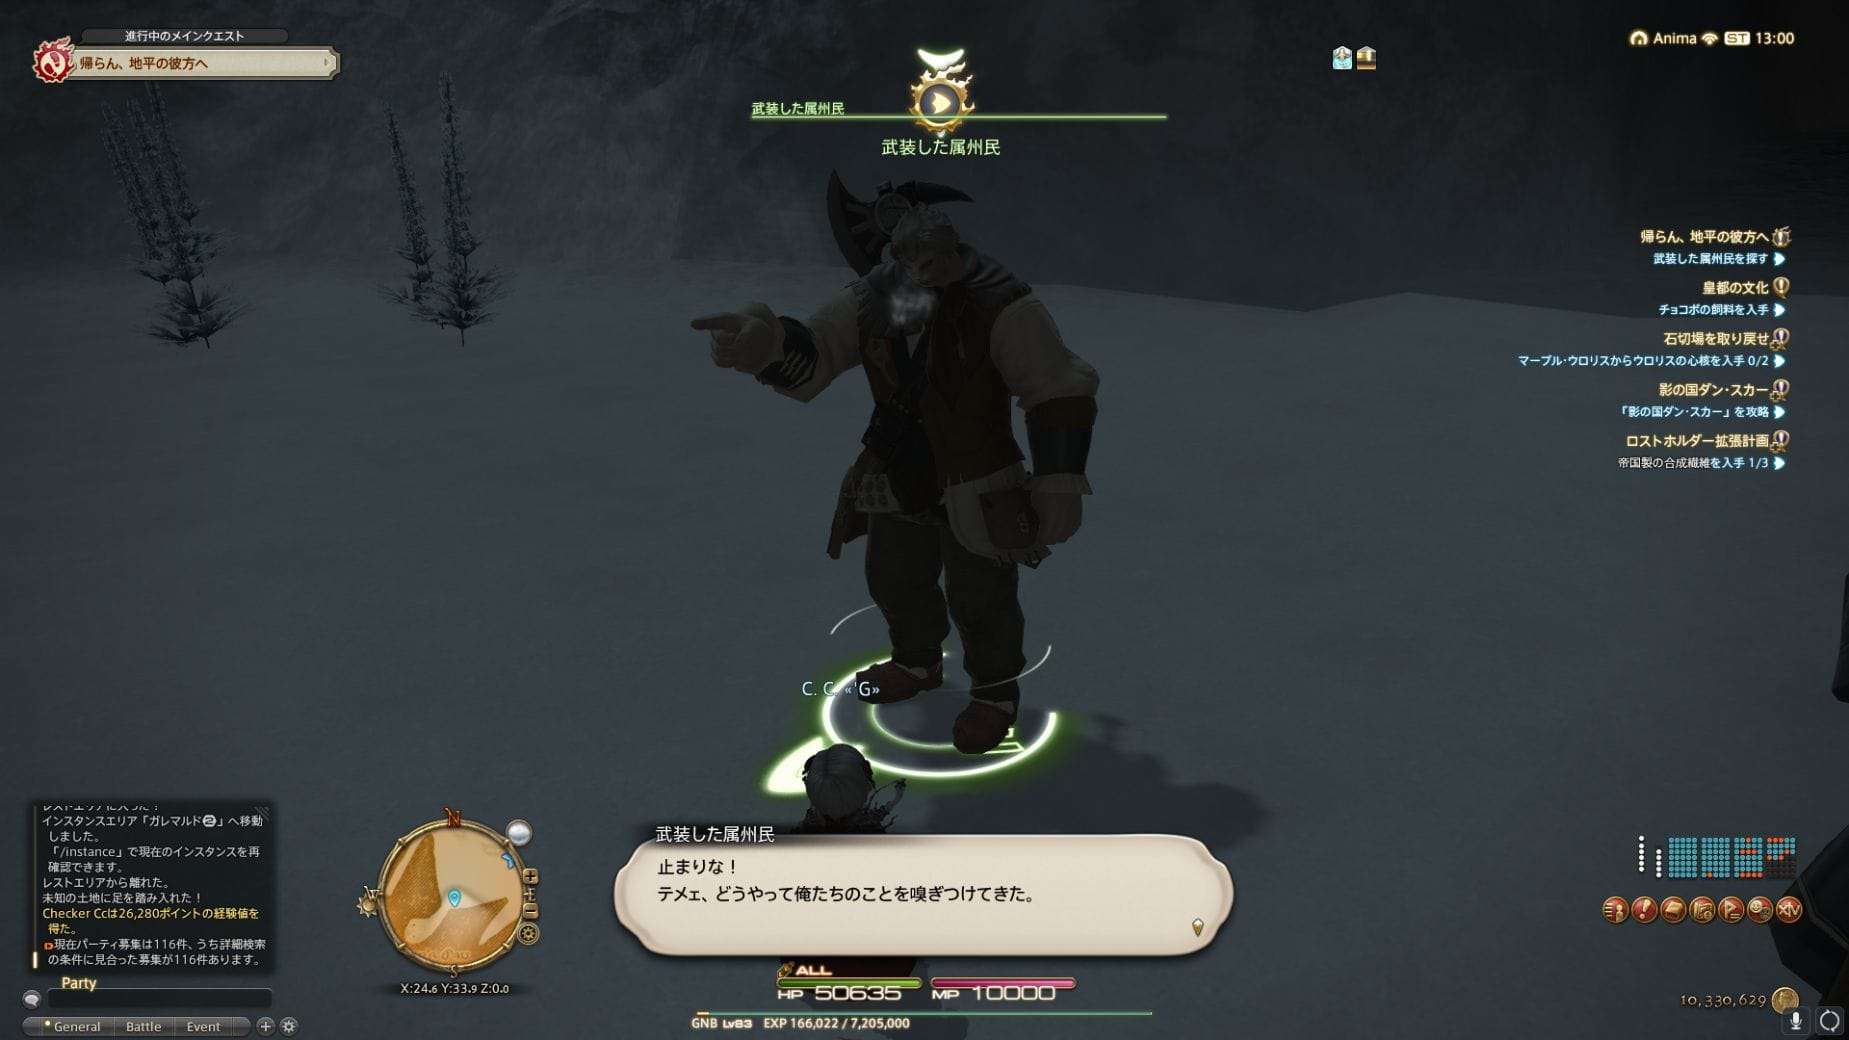 進行中のメインクエスト
帰らん、地平の彼方へ
Anima ST 13:00
武装した属州民
武装した属州民
帰らん、地平の彼方へ
武装した属州民を探す
皇都の文化
チョコボの飼料を入手
石切場を取り戻せ
マーブル・ウロリスからウロリスの心核を入手 0/2
影の国ダン・スカー
「影の国ダン・スカー」を攻略
ロストホルダー拡張計画
帝国製の合成繊維を入手 1/3
C. C. «
G»
レストエリアに入った！
インスタンスエリア「ガレマルド2」へ移動
しました。
「/instance」で現在のインスタンスを再
確認できます。
レストエリアから離れた。
未知の土地に足を踏み入れた！
Checker Ccは26,280ポイントの経験値を
得た。
現在パーティ募集は116件、うち詳細検索
の条件に見合った募集が116件あります。
Party
General Battle Event
N
S
X:24.6 Y:33.9 Z:0.0
武装した属州民
止まりな！
テメェ、どうやって俺たちのことを嗅ぎつけてきた。
ALL
HP 50635 MP 10000
GNB Lv83 EXP 166,022 / 7,205,000
XIV
10,330,629